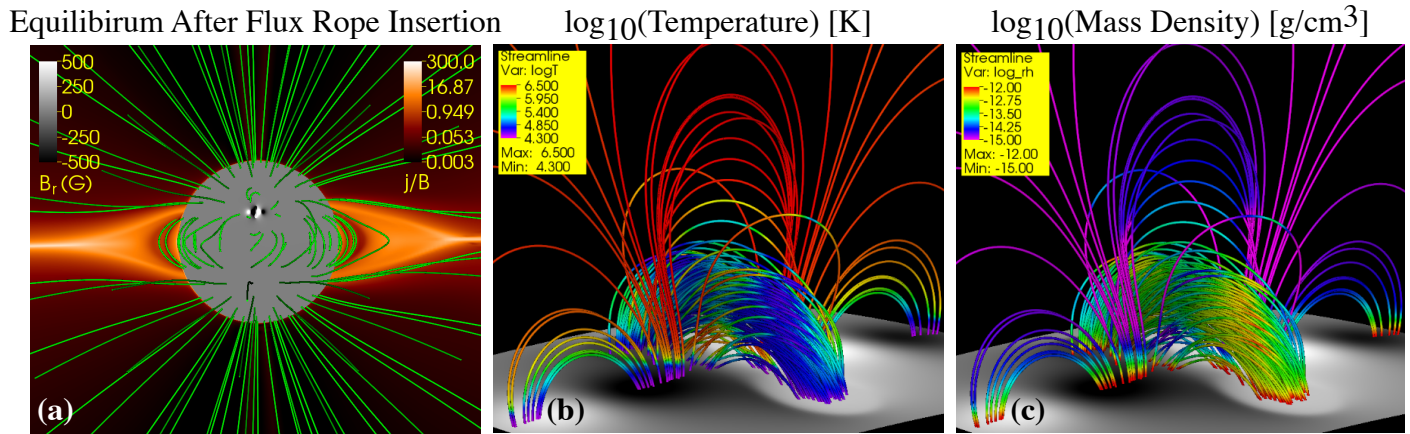 Equilibirum After Flux Rope Insertion
log10(Temperature) [K]
log10(Mass Density) [g/cm3]
500
250
0
-250
-500
Br (G)
300.0
16.87
0.949
0.053
0.003
j/B
(a)
Streamline
Var: logT
6.500
5.950
5.400
4.850
4.300
Max: 6.500
Min: 4.300
(b)
Streamline
Var: log_rh
-12.00
-12.75
-13.50
-14.25
-15.00
Max: -12.00
Min: -15.00
(c)